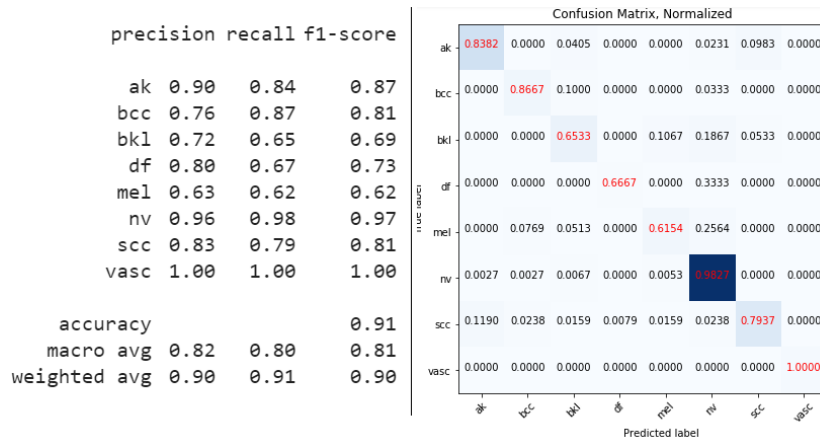 precision recall f1-score
ak 0.90 0.84 0.87
bcc 0.76 0.87 0.81
bkl 0.72 0.65 0.69
df 0.80 0.67 0.73
mel 0.63 0.62 0.62
nv 0.96 0.98 0.97
scc 0.83 0.79 0.81
vasc 1.00 1.00 1.00
accuracy 0.91
macro avg 0.82 0.80 0.81
weighted avg 0.90 0.91 0.90
Confusion Matrix, Normalized
ak 0.8382 0.0000 0.0405 0.0000 0.0000 0.0231 0.0983 0.0000
bcc 0.0000 0.8667 0.1000 0.0000 0.0000 0.0333 0.0000 0.0000
bkl 0.0000 0.0000 0.6533 0.0000 0.1067 0.1867 0.0533 0.0000
df 0.0000 0.0000 0.0000 0.6667 0.0000 0.3333 0.0000 0.0000
mel 0.0000 0.0769 0.0513 0.0000 0.6154 0.2564 0.0000 0.0000
nv 0.0027 0.0027 0.0067 0.0000 0.0053 0.9827 0.0000 0.0000
scc 0.1190 0.0238 0.0159 0.0079 0.0159 0.0238 0.7937 0.0000
vasc 0.0000 0.0000 0.0000 0.0000 0.0000 0.0000 0.0000 1.0000
ak bcc bkl df mel nv scc vasc
Predicted label
label